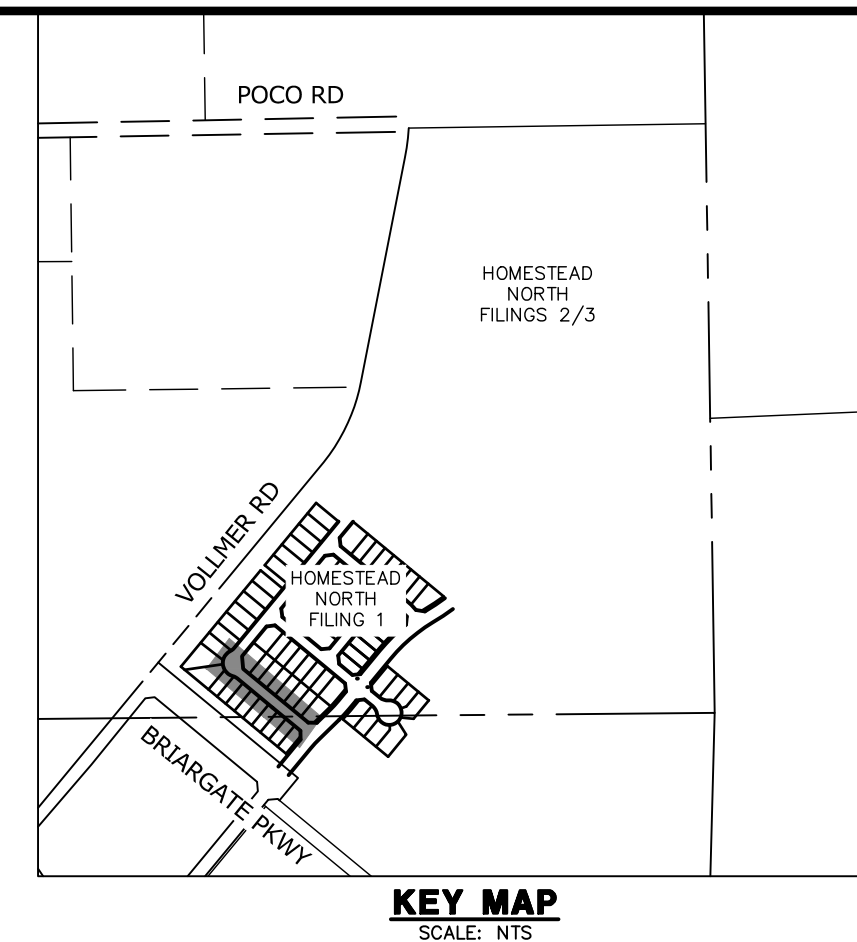 POCO RD
HOMESTEAD
NORTH
FILINGS 2/3
VOLLMER RD
HOMESTEAD
NORTH
FILING 1
BRIARGATE PKWY
KEY MAP
SCALE: NTS